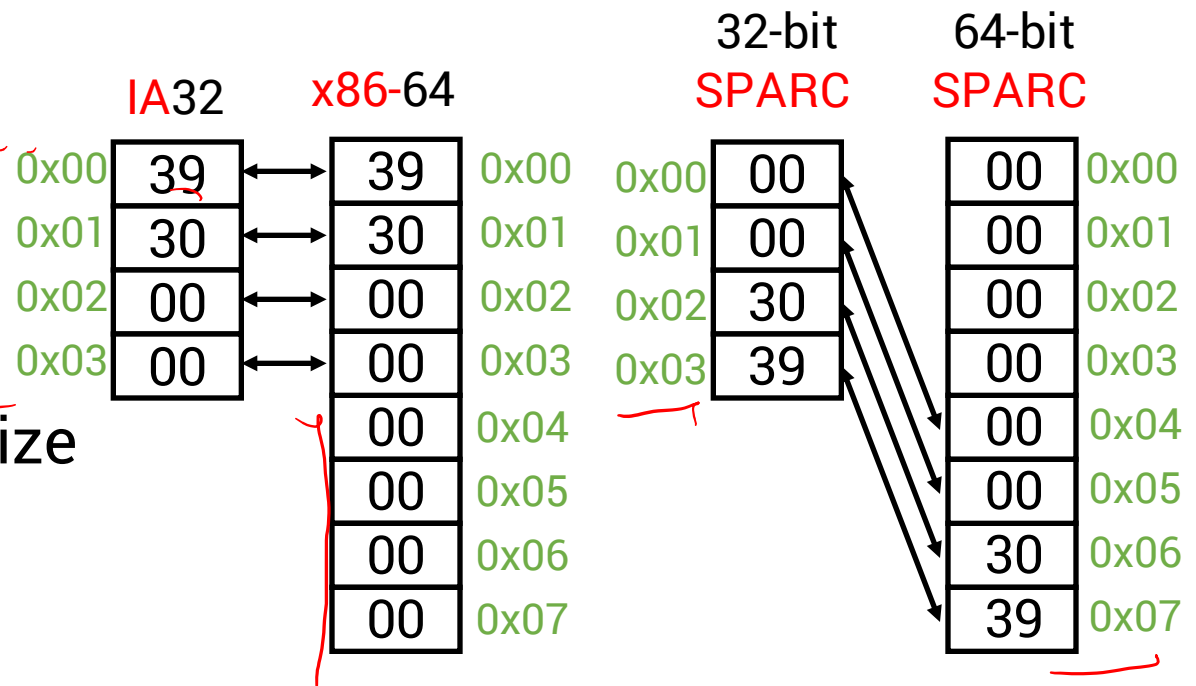 32-bit 64-bit
IA32 x86-64 SPARC SPARC
0x00 39 39 0x00 0x00 00 00 0x00
0x01 30 30 0x01 0x01 00 00 0x01
0x02 00 00 0x02 0x02 30 00 0x02
0x03 00 00 0x03 0x03 39 00 0x03
ize 00 0x04 00 0x04
00 0x05 00 0x05
00 0x06 30 0x06
00 0x07 39 0x07